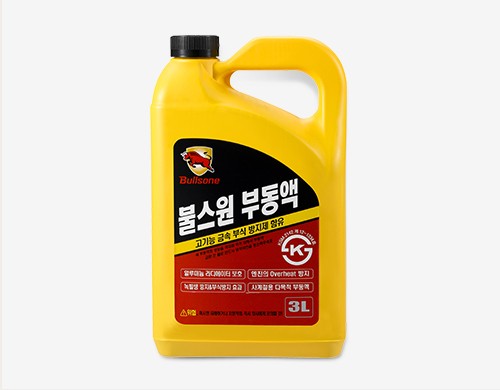 Bullsone
불스원 부동액
고기능 금속 부식 방지제 함유
K
알루미늄 라디에이터 보호
엔진의 Overheat 방지
녹발생 방지&부식방지 효과
사계절용 다목적 부동액
위험
3L